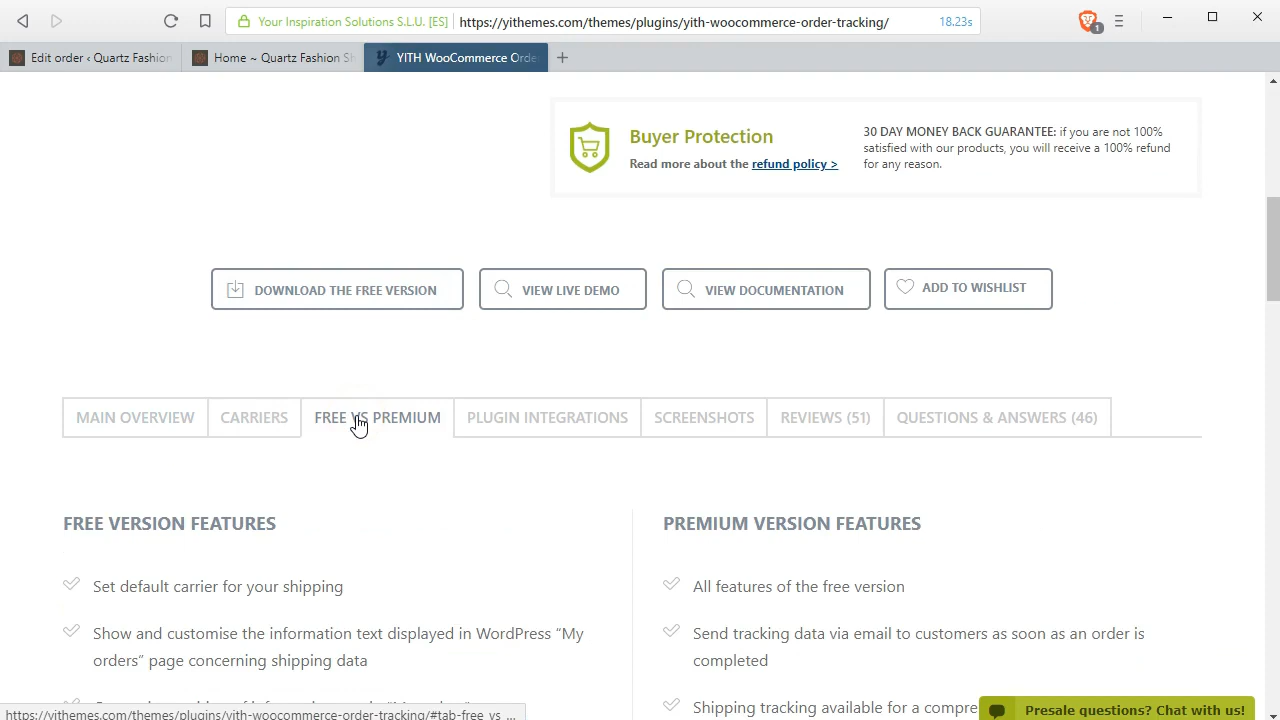 Your Inspiration Solutions S.L.U. [ES] https://yithemes.com/themes/plugins/yith-woocommerce-order-tracking/ 18.23s
1
Edit order ‹ Quartz Fashion Home ~ Quartz Fashion Sh YITH WooCommerce Orde
Buyer Protection
Read more about the refund policy >
30 DAY MONEY BACK GUARANTEE: if you are not 100%
satisfied with our products, you will receive a 100% refund
for any reason.
DOWNLOAD THE FREE VERSION VIEW LIVE DEMO VIEW DOCUMENTATION ADD TO WISHLIST
MAIN OVERVIEW CARRIERS FREE VS PREMIUM PLUGIN INTEGRATIONS SCREENSHOTS REVIEWS (51) QUESTIONS & ANSWERS (46)
FREE VERSION FEATURES
Set default carrier for your shipping
Show and customise the information text displayed in WordPress “My
orders” page concerning shipping data
PREMIUM VERSION FEATURES
All features of the free version
Send tracking data via email to customers as soon as an order is
completed
Shipping tracking available for a compre
https://yithemes.com/themes/plugins/yith-woocommerce-order-tracking/#tab-free_vs_...
Presale questions? Chat with us!